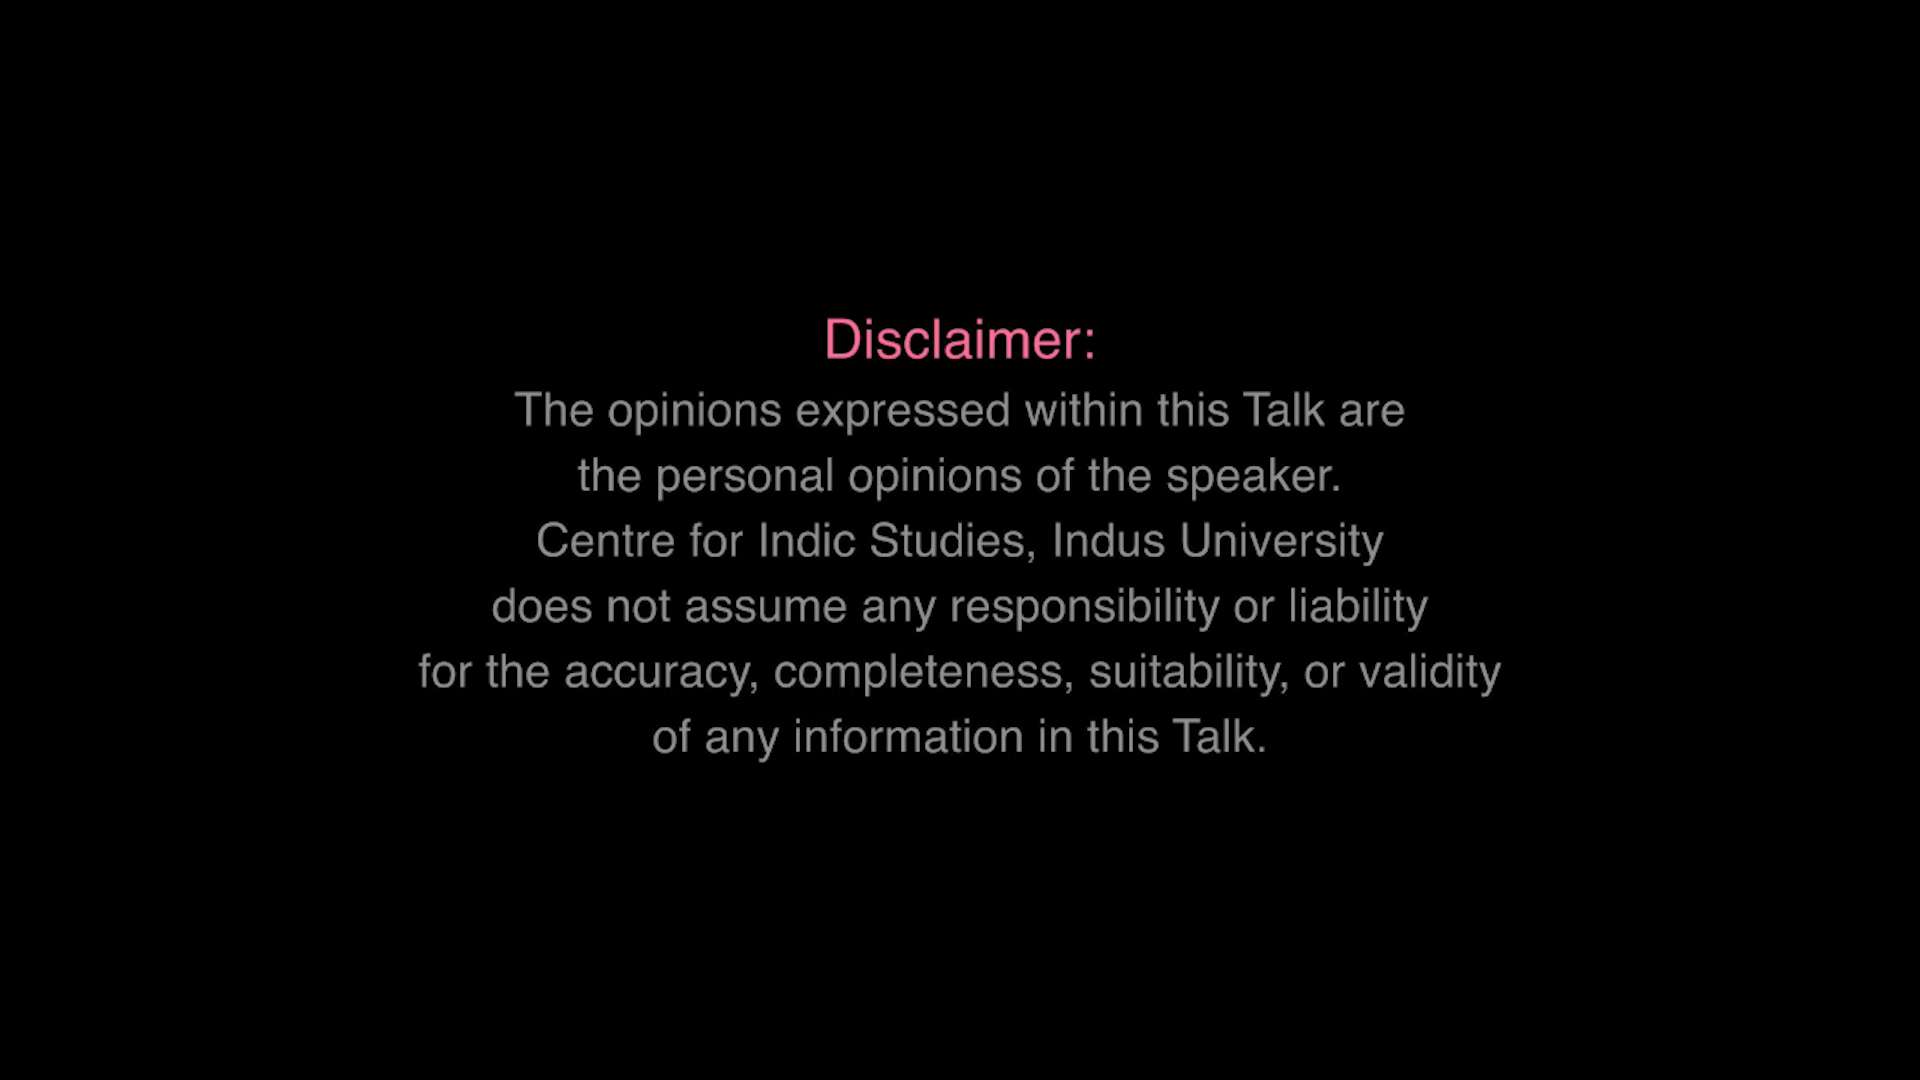 Disclaimer:
The opinions expressed within this Talk are
the personal opinions of the speaker.
Centre for Indic Studies, Indus University
does not assume any responsibility or liability
for the accuracy, completeness, suitability, or validity
of any information in this Talk.